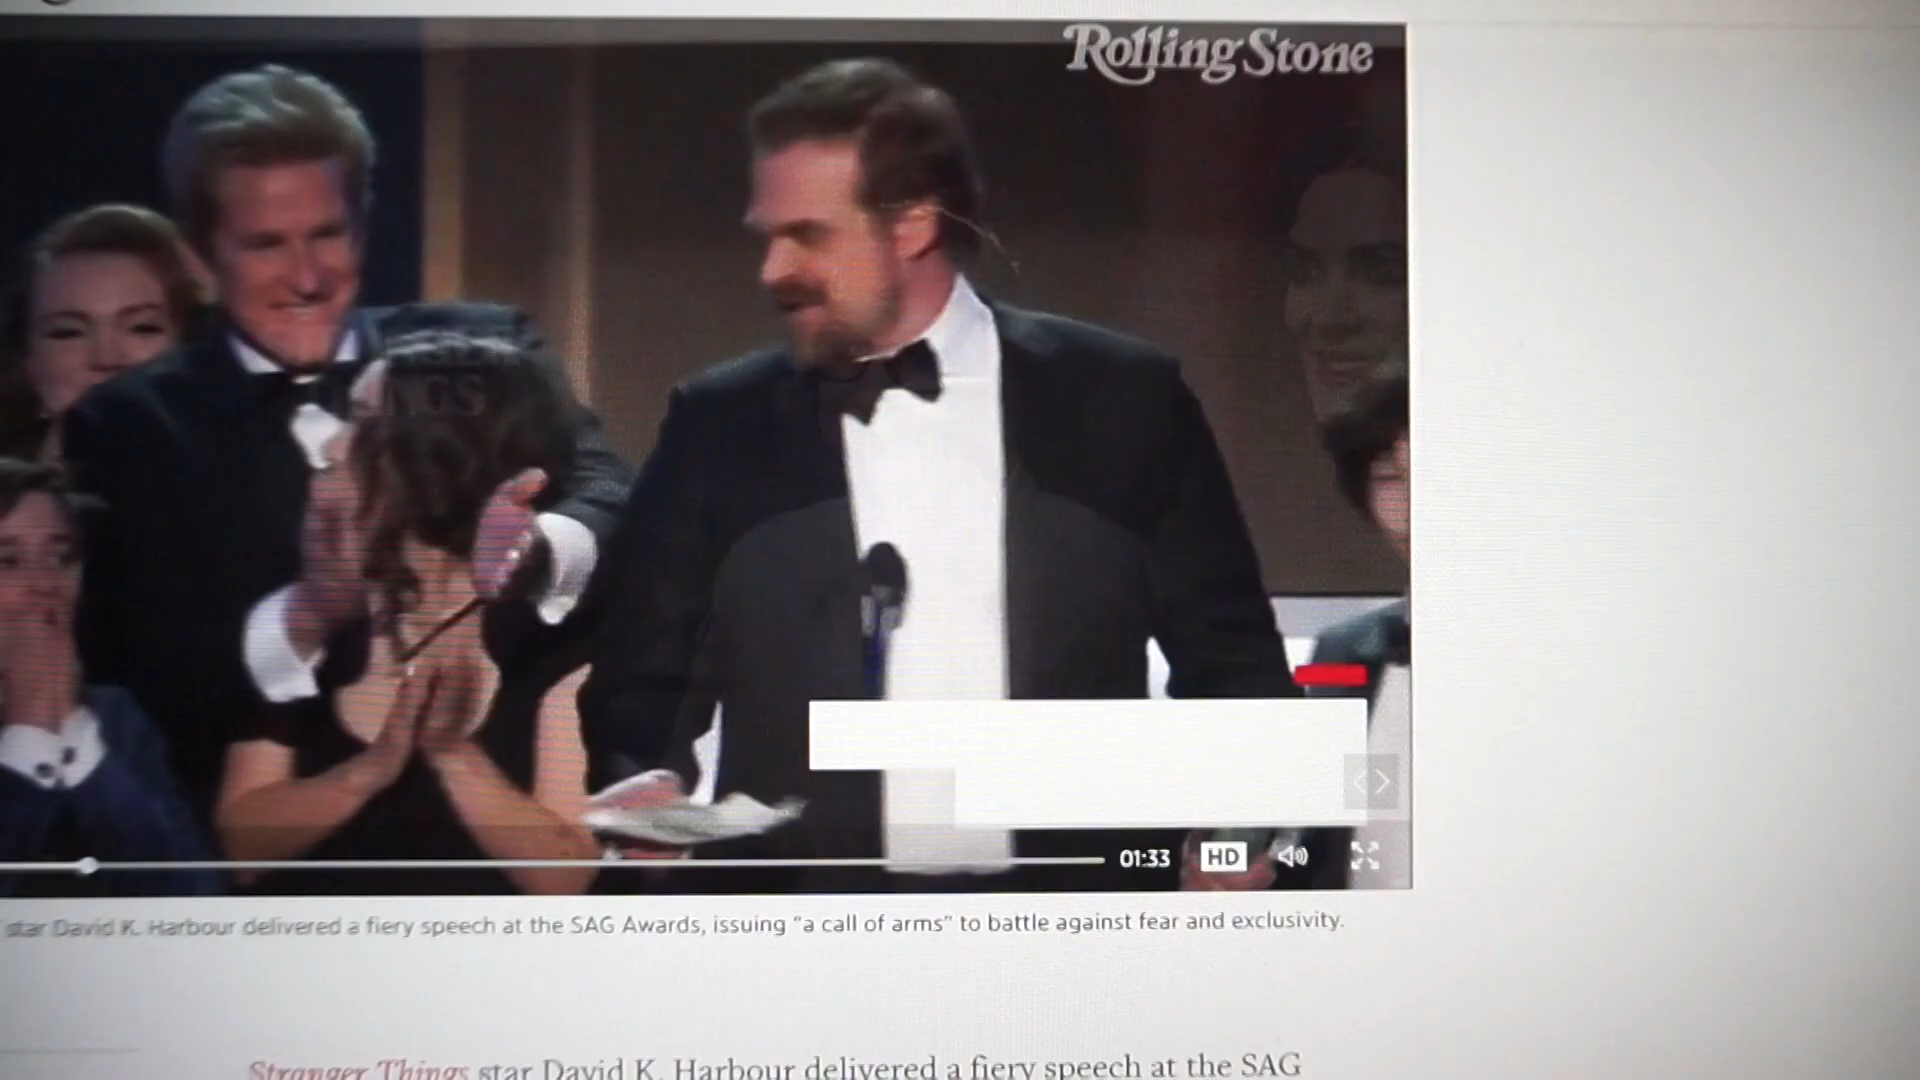 Rolling Stone
NGS
01:33 HD
star David K. Harbour delivered a fiery speech at the SAG Awards, issuing “a call of arms” to battle against fear and exclusivity.
Stranger Things star David K. Harbour delivered a fiery speech at the SAG